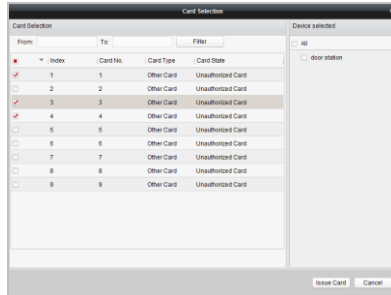 Card Selection
Card Selection
Device selected
From:
To:
Filter
All
Index
Card No.
Card Type
Card State
door station
1
1
Other Card
Unauthorized Card
2
2
Other Card
Unauthorized Card
3
3
Other Card
Unauthorized Card
4
4
Other Card
Unauthorized Card
5
5
Other Card
Unauthorized Card
6
6
Other Card
Unauthorized Card
7
7
Other Card
Unauthorized Card
8
8
Other Card
Unauthorized Card
9
9
Other Card
Unauthorized Card
Issue Card
Cancel